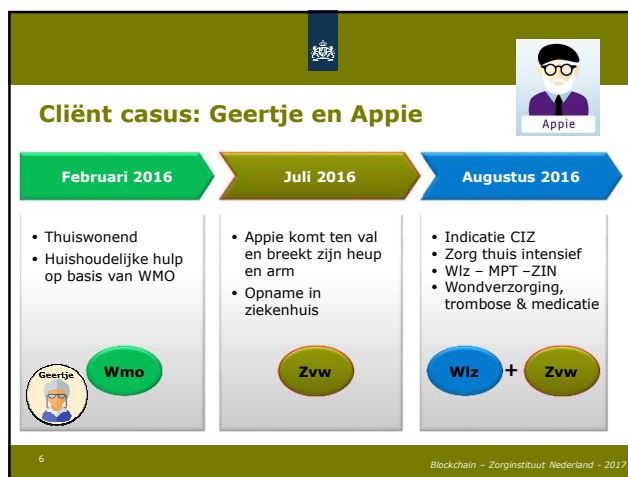 Appie
Cliënt casus: Geertje en Appie
Februari 2016
Juli 2016
Augustus 2016
• Thuiswonend
• Huishoudelijke hulp
op basis van WMO
Geertje
Wmo
• Appie komt ten val
en breekt zijn heup
en arm
• Opname in
ziekenhuis
Zvw
• Indicatie CIZ
• Zorg thuis intensief
• Wlz – MPT –ZIN
• Wondverzorging,
trombose & medicatie
Wlz + Zvw
6
Blockchain – Zorginstituut Nederland - 2017